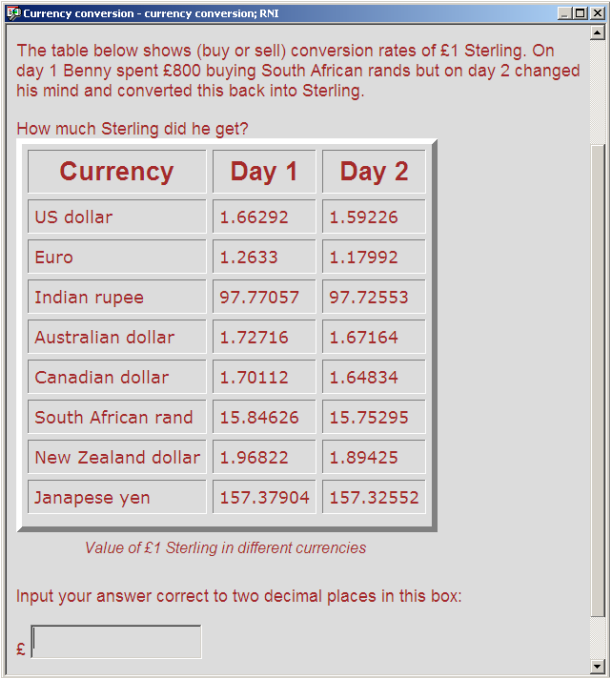 Currency conversion - currency conversion; RNI
The table below shows (buy or sell) conversion rates of £1 Sterling. On
day 1 Benny spent £800 buying South African rands but on day 2 changed
his mind and converted this back into Sterling.
How much Sterling did he get?
Currency Day 1 Day 2
US dollar 1.66292 1.59226
Euro 1.2633 1.17992
Indian rupee 97.77057 97.72553
Australian dollar 1.72716 1.67164
Canadian dollar 1.70112 1.64834
South African rand 15.84626 15.75295
New Zealand dollar 1.96822 1.89425
Janapese yen 157.37904 157.32552
Value of £1 Sterling in different currencies
Input your answer correct to two decimal places in this box:
£